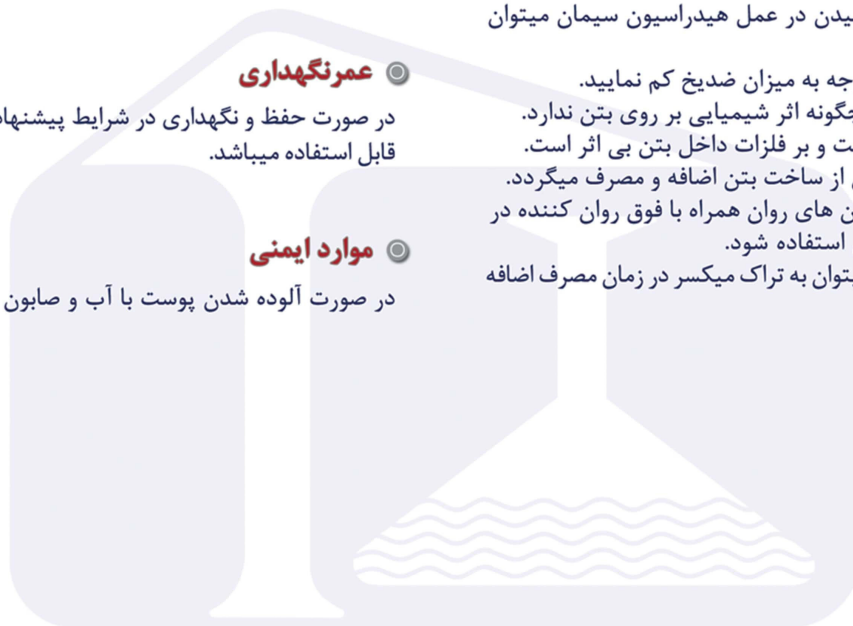 یدن در عمل هیدراسیون سیمان میتوان
جه به میزان ضدیخ کم نمایید.
چگونه اثر شیمیایی بر روی بتن ندارد.
ت و بر فلزات داخل بتن بی اثر است.
از ساخت بتن اضافه و مصرف میگردد.
ن های روان همراه با فوق روان کننده در
استفاده شود.
توان به تراک میکسر در زمان مصرف اضافه
عمرنگهداری
در صورت حفظ و نگهداری در شرایط پیشنهاد
قابل استفاده میباشد.
موارد ایمنی
در صورت آلوده شدن پوست با آب و صابون